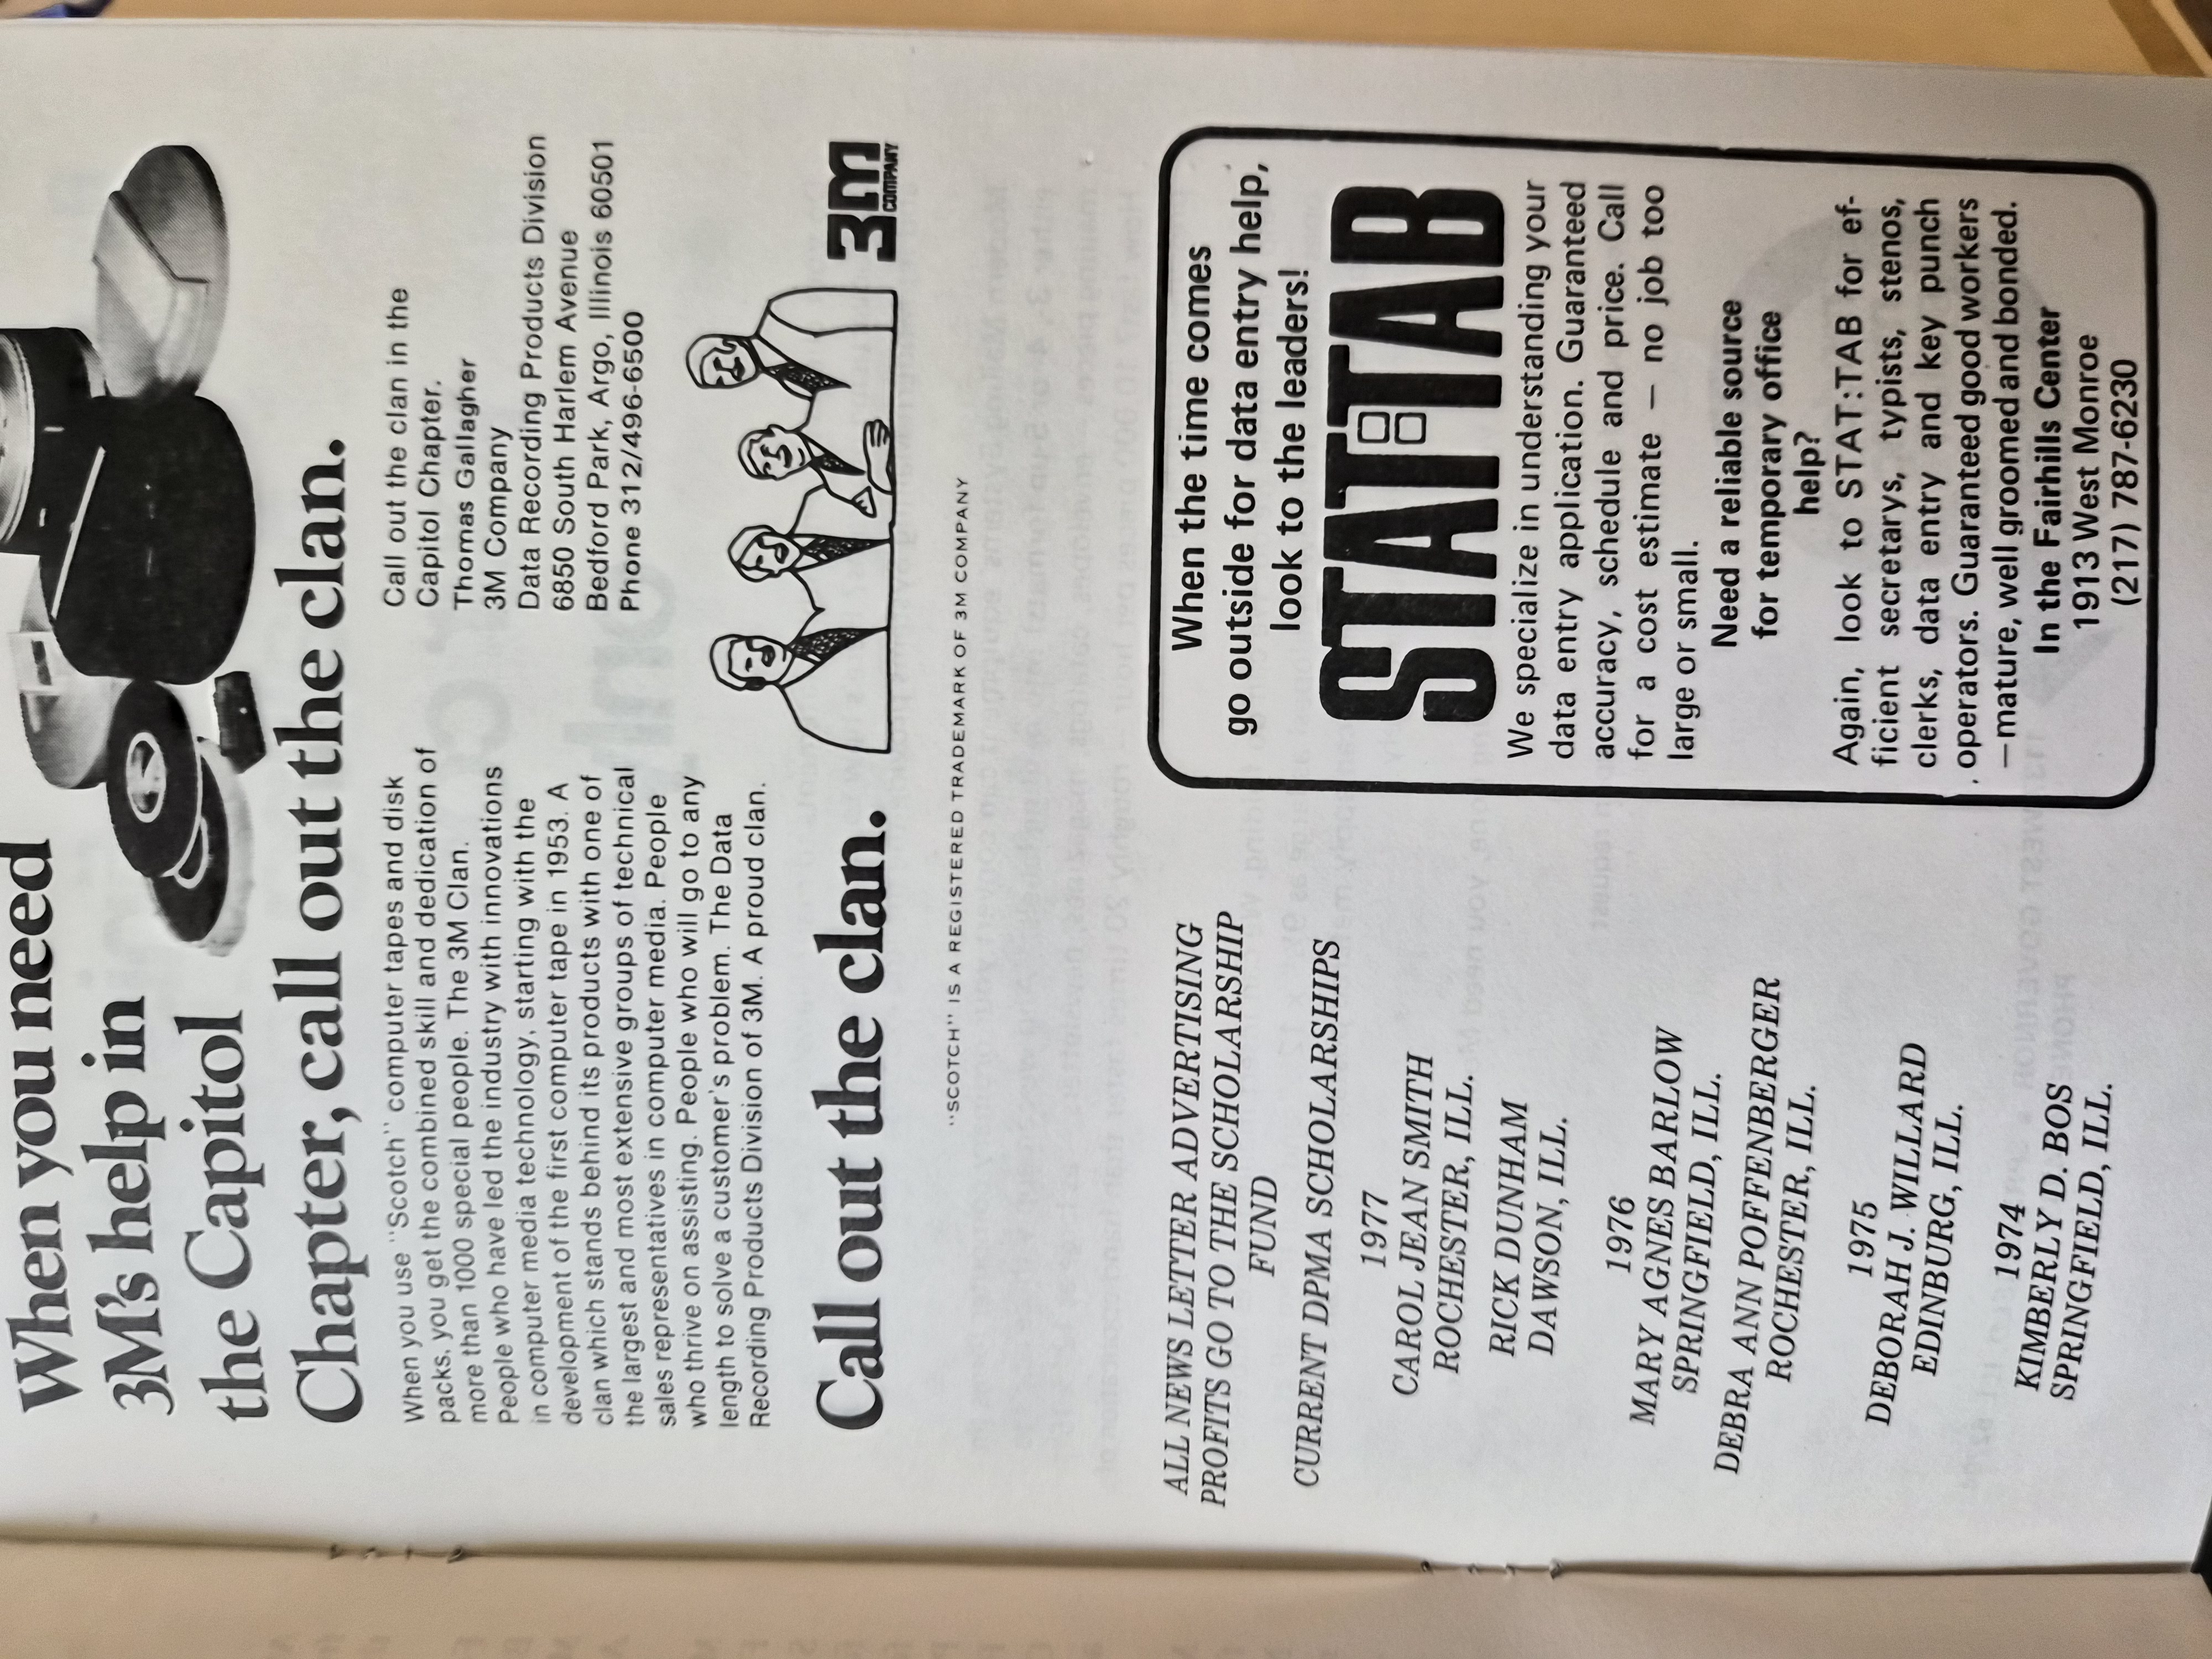 When you need
3M's help in
the Capitol
Chapter, call out the clan.
When you use "Scotch" computer tapes and disk
packs, you get the combined skill and dedication of
more than 1000 special people. The 3M Clan.
People who have led the industry with innovations
in computer media technology, starting with the
development of the first computer tape in 1953. A
clan which stands behind its products with one of
the largest and most extensive groups of technical
sales representatives in computer media. People
who thrive on assisting. People who will go to any
length to solve a customer's problem. The Data
Recording Products Division of 3M. A proud clan.
Call out the clan in the
Capitol Chapter.
Thomas Gallagher
3M Company
Data Recording Products Division
6850 South Harlem Avenue
Bedford Park, Argo, Illinois 60501
Phone 312/496-6500
Call out the clan.
3M
COMPANY
"SCOTCH" IS A REGISTERED TRADEMARK OF 3M COMPANY
ALL NEWS LETTER ADVERTISING
PROFITS GO TO THE SCHOLARSHIP
FUND
CURRENT DPMA SCHOLARSHIPS
1977
CAROL JEAN SMITH
ROCHESTER, ILL.
RICK DUNHAM
DAWSON, ILL.
1976
MARY AGNES BARLOW
SPRINGFIELD, ILL.
DEBRA ANN POFFENBERGER
ROCHESTER, ILL.
1975
DEBORAH J. WILLARD
EDINBURG, ILL.
1974
KIMBERLY D. BOS
SPRINGFIELD, ILL.
When the time comes
go outside for data entry help,
look to the leaders!
STAT:TAB
We specialize in understanding your
data entry application. Guaranteed
accuracy, schedule and price. Call
for a cost estimate — no job too
large or small.
Need a reliable source
for temporary office
help?
Again, look to STAT:TAB for ef-
ficient secretarys, typists, stenos,
clerks, data entry and key punch
operators. Guaranteed good workers
—mature, well groomed and bonded.
In the Fairhills Center
1913 West Monroe
(217) 787-6230